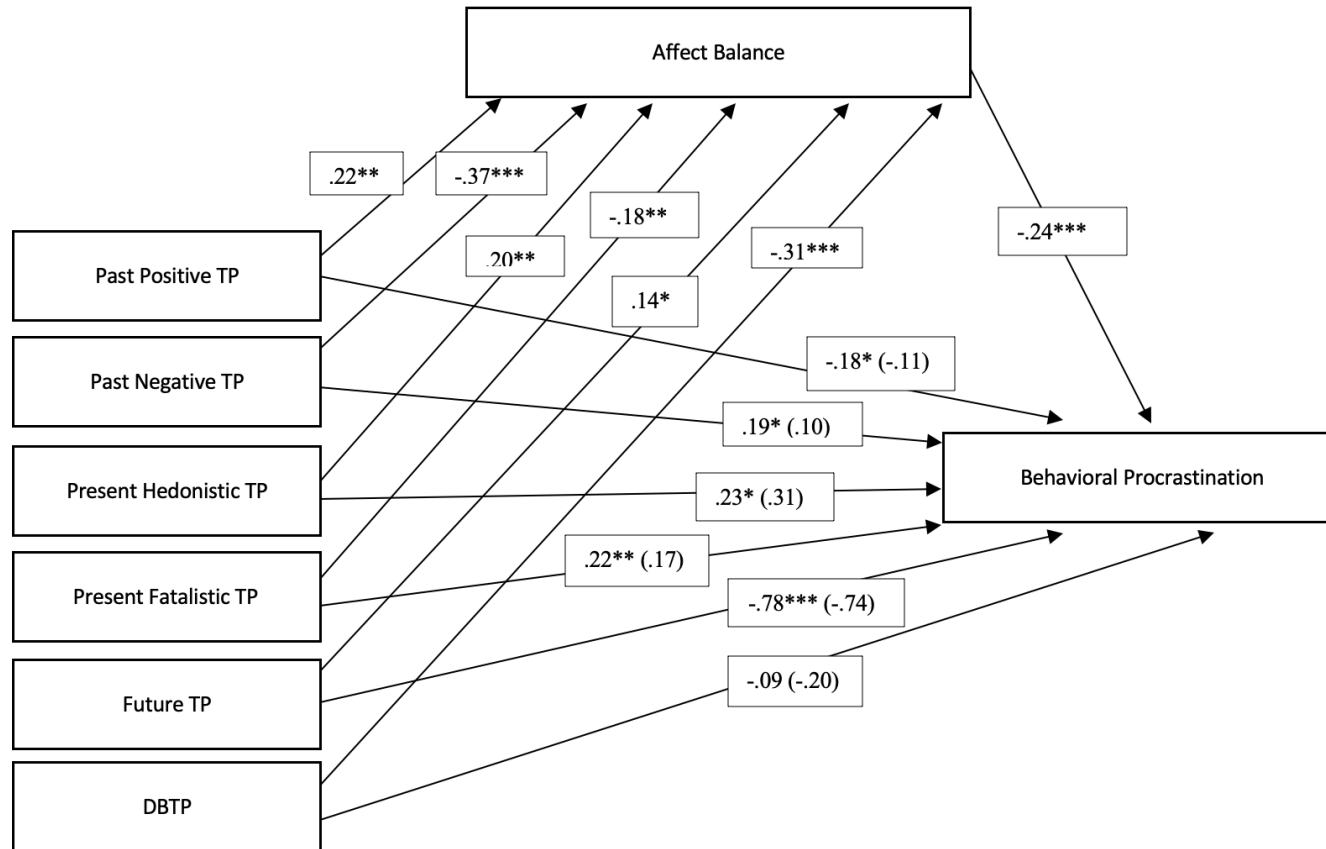 Affect Balance
.22**
-.37***
-.18**
.20**
-.31***
-.24***
.14*
Past Positive TP
-.18* (-.11)
Past Negative TP
.19* (.10)
Present Hedonistic TP
.23* (.31)
Behavioral Procrastination
.22** (.17)
Present Fatalistic TP
-.78*** (-.74)
Future TP
-.09 (-.20)
DBTP